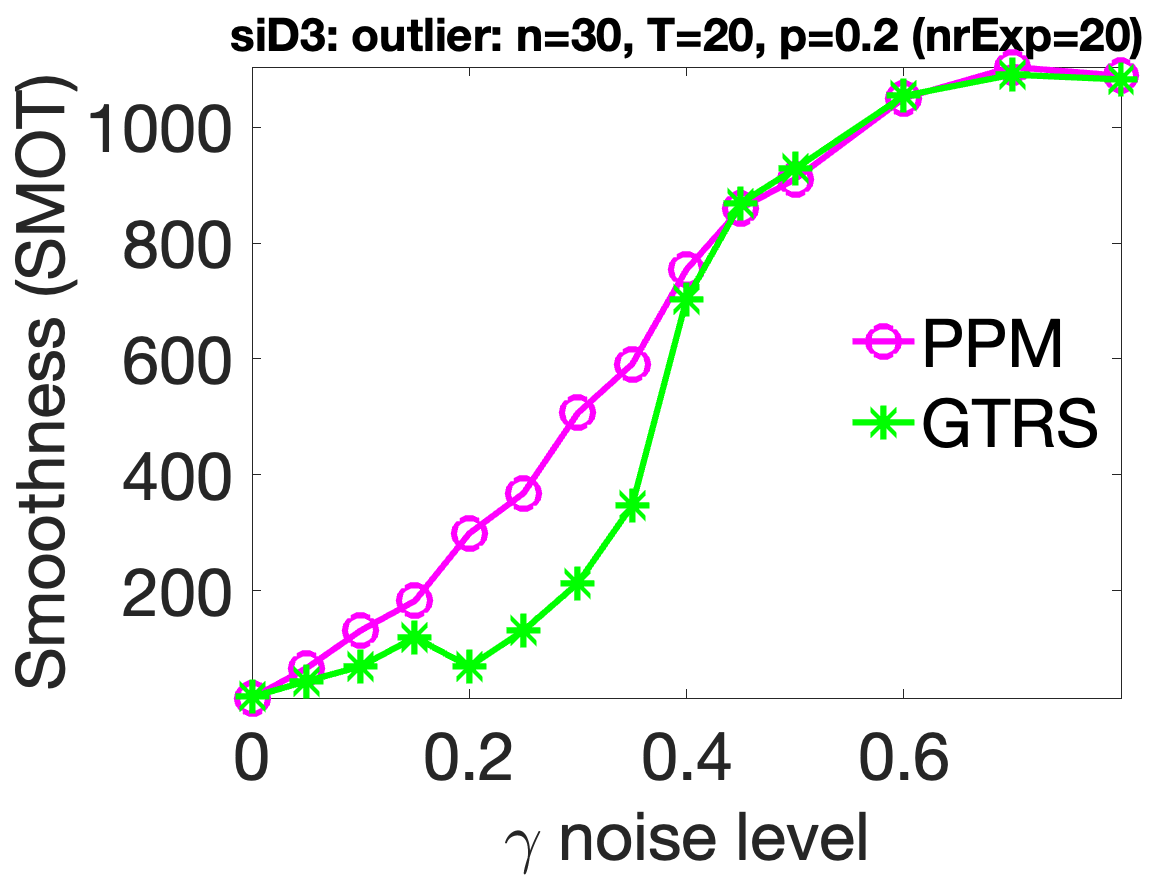 siD3: outlier: n=30, T=20, p=0.2 (nrExp=20)
Smoothness (SMOT)
1000
800
600
400
200
PPM
GTRS
0 0.2 0.4 0.6
γ noise level